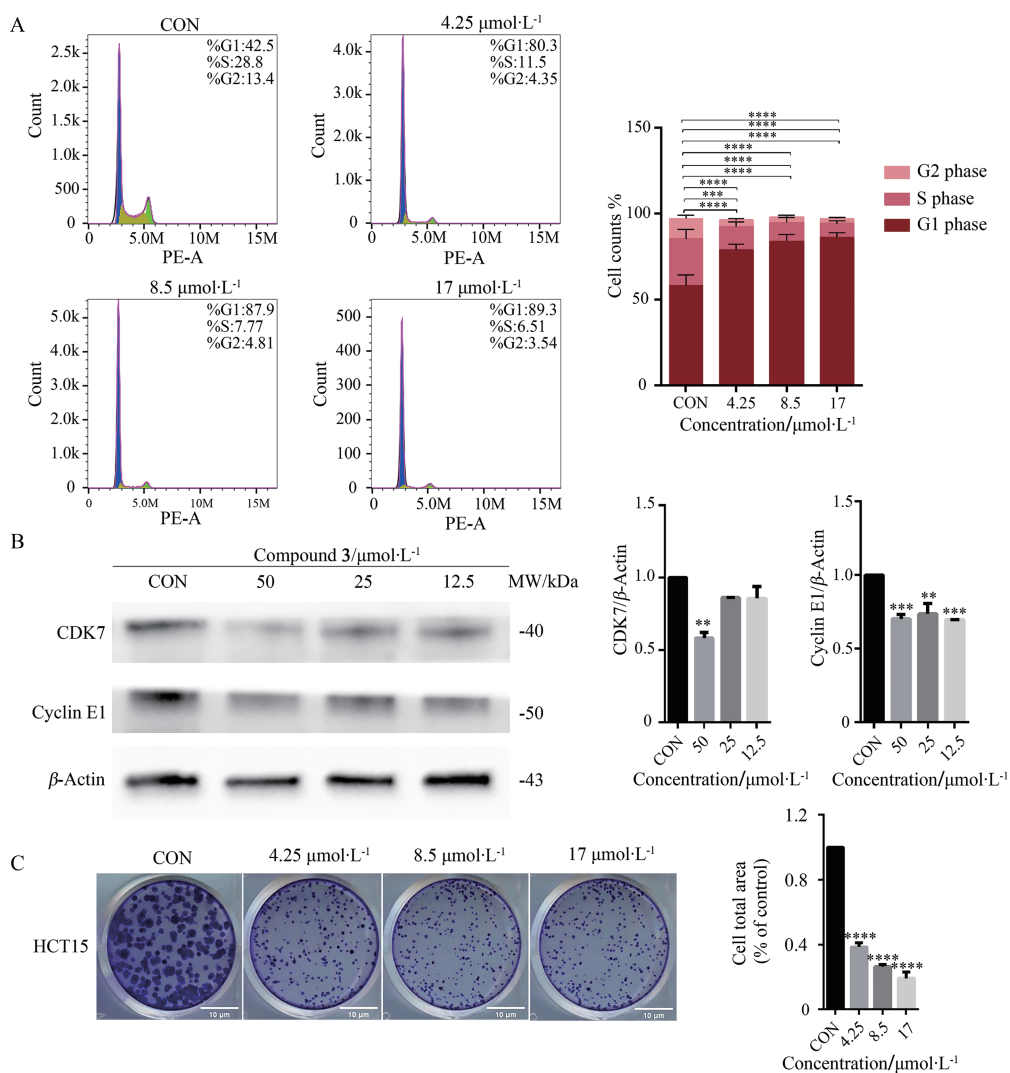 A
CON
%G1:42.5
%S:28.8
%G2:13.4
Count
2.5k
2.0k
1.5k
1.0k
500
0
0 5.0M 10M 15M
PE-A
4.25 μmol·L-1
%G1:80.3
%S:11.5
%G2:4.35
Count
4.0k
3.0k
2.0k
1.0k
0
0 5.0M 10M 15M
PE-A
8.5 μmol·L-1
%G1:87.9
%S:7.77
%G2:4.81
Count
5.0k
4.0k
3.0k
2.0k
1.0k
0
0 5.0M 10M 15M
PE-A
17 μmol·L-1
%G1:89.3
%S:6.51
%G2:3.54
Count
500
400
300
200
100
0
0 5.0M 10M 15M
PE-A
Cell counts %
150
100
50
0
****
****
****
****
****
****
****
***
****
CON 4.25 8.5 17
Concentration/μmol·L-1
G2 phase
S phase
G1 phase
B
Compound 3/μmol·L-1
CON 50 25 12.5 MW/kDa
CDK7 -40
Cyclin E1 -50
β-Actin -43
CDK7/β-Actin
1.5
1.0
0.5
0
**
CON 50 25 12.5
Concentration/μmol·L-1
Cyclin E1/β-Actin
1.5
1.0
0.5
0
*** ** ***
CON 50 25 12.5
Concentration/μmol·L-1
C
CON 4.25 μmol·L-1 8.5 μmol·L-1 17 μmol·L-1
HCT15
10 μm 10 μm 10 μm 10 μm
Cell total area
(% of control)
1.2
0.8
0.4
0
**** **** ****
CON 4.25 8.5 17
Concentration/μmol·L-1